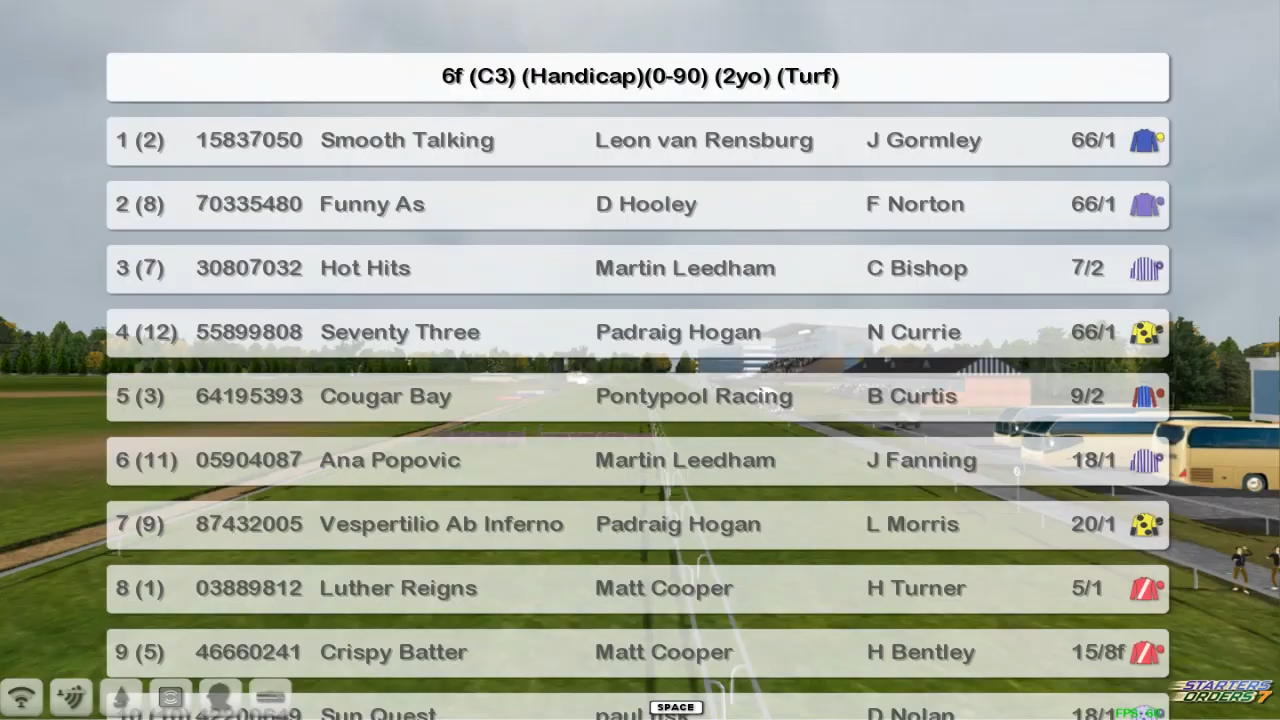 6f (C3) (Handicap)(0-90) (2yo) (Turf)
1 (2) 15837050 Smooth Talking Leon van Rensburg J Gormley 66/1
2 (8) 70335480 Funny As D Hooley F Norton 66/1
3 (7) 30807032 Hot Hits Martin Leedham C Bishop 7/2
4 (12) 55899808 Seventy Three Padraig Hogan N Currie 66/1
5 (3) 64195393 Cougar Bay Pontypool Racing B Curtis 9/2
6 (11) 05904087 Ana Popovic Martin Leedham J Fanning 18/1
7 (9) 87432005 Vespertilio Ab Inferno Padraig Hogan L Morris 20/1
8 (1) 03889812 Luther Reigns Matt Cooper H Turner 5/1
9 (5) 46660241 Crispy Batter Matt Cooper H Bentley 15/8f
10 (10) 42200649 Sun Quest paul D Nolan 18/1
SPACE
STARTERS ORDERS 7